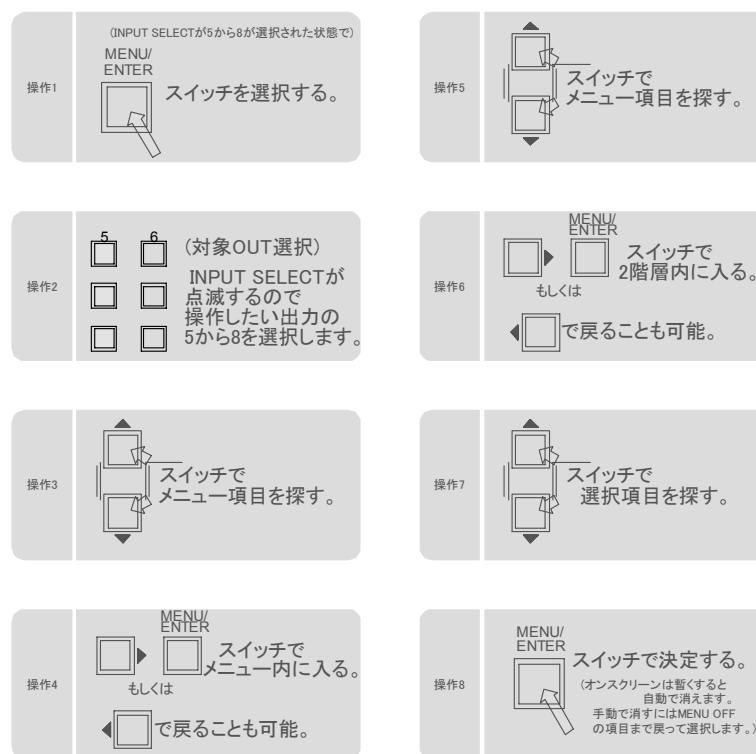 操作1
(INPUT SELECTが5から8が選択された状態で)
MENU/
ENTER
スイッチを選択する。
操作2
5 6
(対象OUT選択)
INPUT SELECTが
点滅するので
操作したい出力の
5から8を選択します。
操作3
スイッチで
メニュー項目を探す。
操作4
MENU/
ENTER
スイッチで
メニュー内に入る。
もしくは
で戻ることも可能。
操作5
スイッチで
メニュー項目を探す。
操作6
MENU/
ENTER
スイッチで
2階層内に入る。
もしくは
で戻ることも可能。
操作7
スイッチで
選択項目を探す。
操作8
MENU/
ENTER
スイッチで決定する。
(オンスクリーンは暫くすると
自動で消えます。
手動で消すにはMENU OFF
の項目まで戻って選択します。)